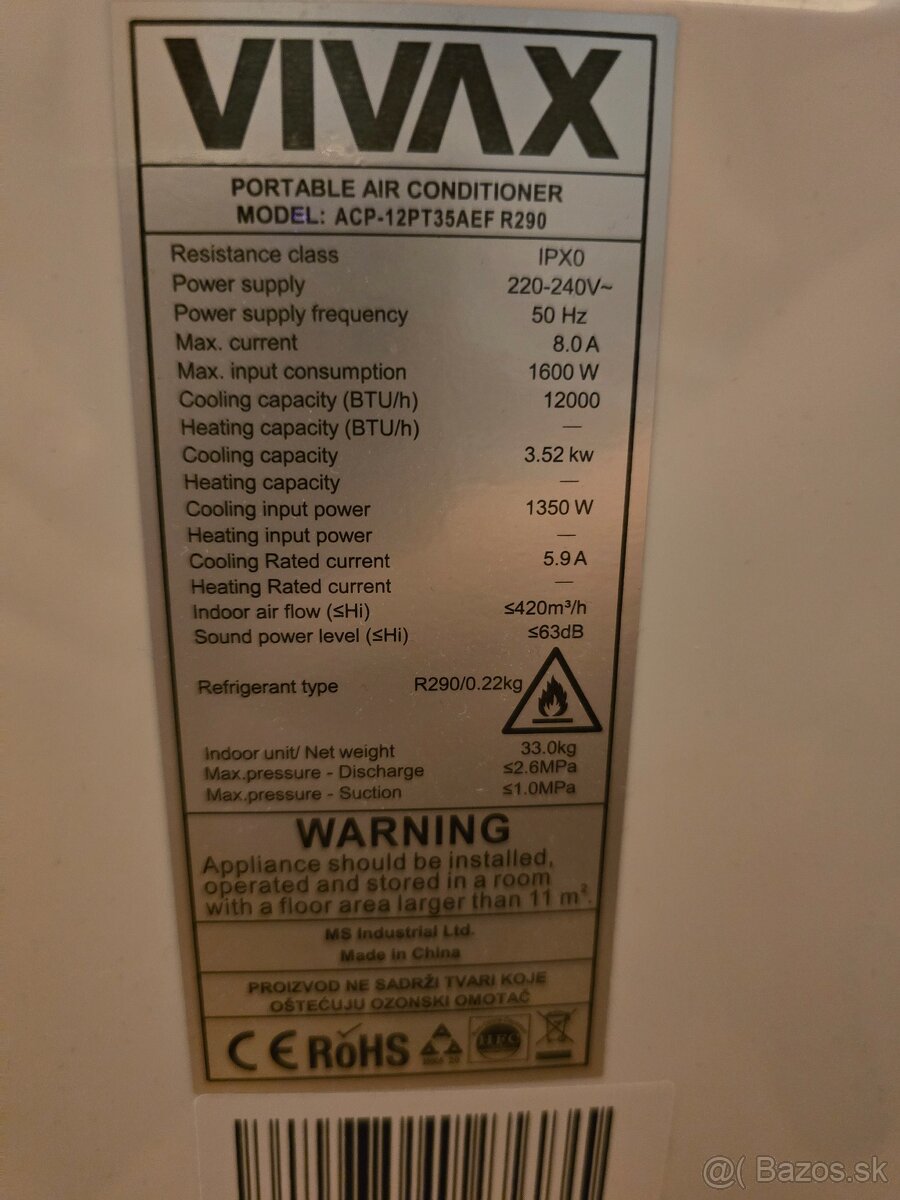 VIVAX
PORTABLE AIR CONDITIONER
MODEL: ACP-12PT35AEF R290
Resistance class IPX0
Power supply 220-240V~
Power supply frequency 50 Hz
Max. current 8.0 A
Max. input consumption 1600 W
Cooling capacity (BTU/h) 12000
Heating capacity (BTU/h) —
Cooling capacity 3.52 kw
Heating capacity —
Cooling input power 1350 W
Heating input power —
Cooling Rated current 5.9 A
Heating Rated current —
Indoor air flow (≤Hi) ≤420m³/h
Sound power level (≤Hi) ≤63dB
Refrigerant type R290/0.22kg
Indoor unit/ Net weight 33.0kg
Max.pressure - Discharge ≤2.6MPa
Max.pressure - Suction ≤1.0MPa
WARNING
Appliance should be installed,
operated and stored in a room
with a floor area larger than 11 m².
MS Industrial Ltd.
Made in China
PROIZVOD NE SADRŽI TVARI KOJE
OŠTEĆUJU OZONSKI OMOTAČ
CE RoHS
@( Bazos.sk